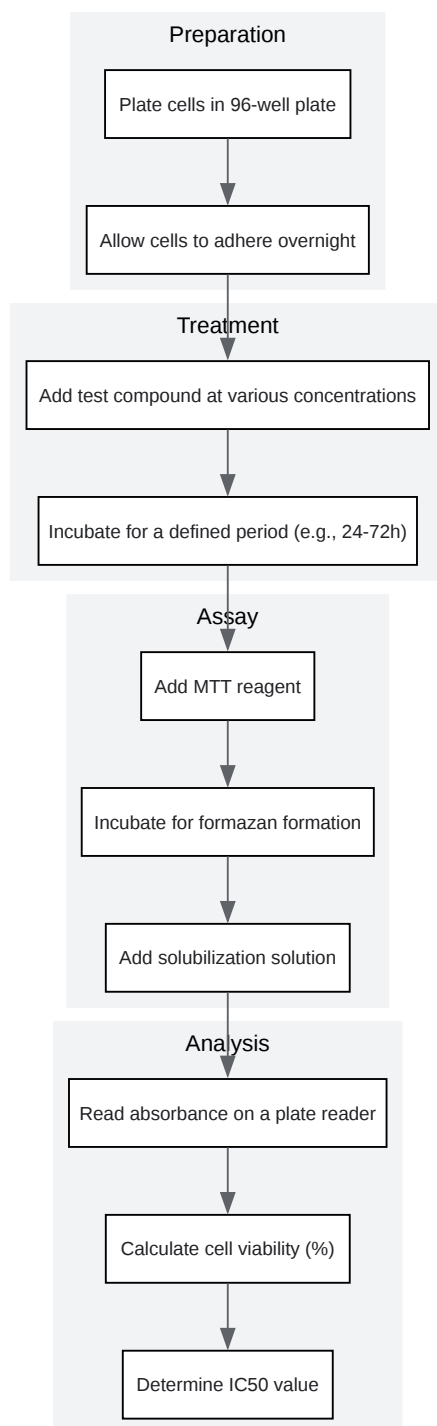 Preparation
Plate cells in 96-well plate
Allow cells to adhere overnight
Treatment
Add test compound at various concentrations
Incubate for a defined period (e.g., 24-72h)
Assay
Add MTT reagent
Incubate for formazan formation
Add solubilization solution
Analysis
Read absorbance on a plate reader
Calculate cell viability (%)
Determine IC50 value